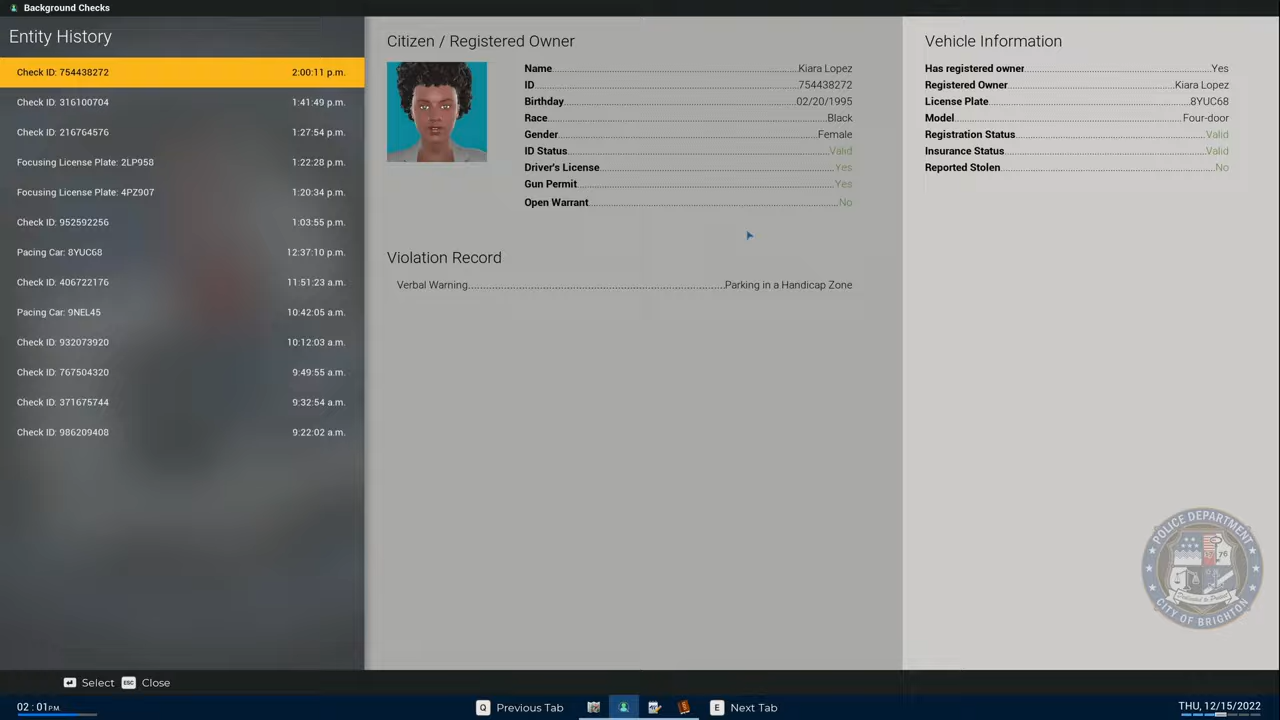 Background Checks
Entity History
Check ID: 754438272 2:00:11 p.m.
Check ID: 316100704 1:41:49 p.m.
Check ID: 216764576 1:27:54 p.m.
Focusing License Plate: 2LP958 1:22:28 p.m.
Focusing License Plate: 4PZ907 1:20:34 p.m.
Check ID: 952592256 1:03:55 p.m.
Pacing Car: 8YUC68 12:37:10 p.m.
Check ID: 406722176 11:51:23 a.m.
Pacing Car: 9NEL45 10:42:05 a.m.
Check ID: 932073920 10:12:03 a.m.
Check ID: 767504320 9:49:55 a.m.
Check ID: 371675744 9:32:54 a.m.
Check ID: 986209408 9:22:02 a.m.
Citizen / Registered Owner
Name Kiara Lopez
ID 754438272
Birthday 02/20/1995
Race Black
Gender Female
ID Status Valid
Driver's License Yes
Gun Permit Yes
Open Warrant No
Violation Record
Verbal Warning Parking in a Handicap Zone
Vehicle Information
Has registered owner Yes
Registered Owner Kiara Lopez
License Plate 8YUC68
Model Four-door
Registration Status Valid
Insurance Status Valid
Reported Stolen No
POLICE DEPARTMENT
CITY OF BRIGHTON
Select ESC Close
02 : 01 PM.
Q Previous Tab
E Next Tab
THU, 12/15/2022